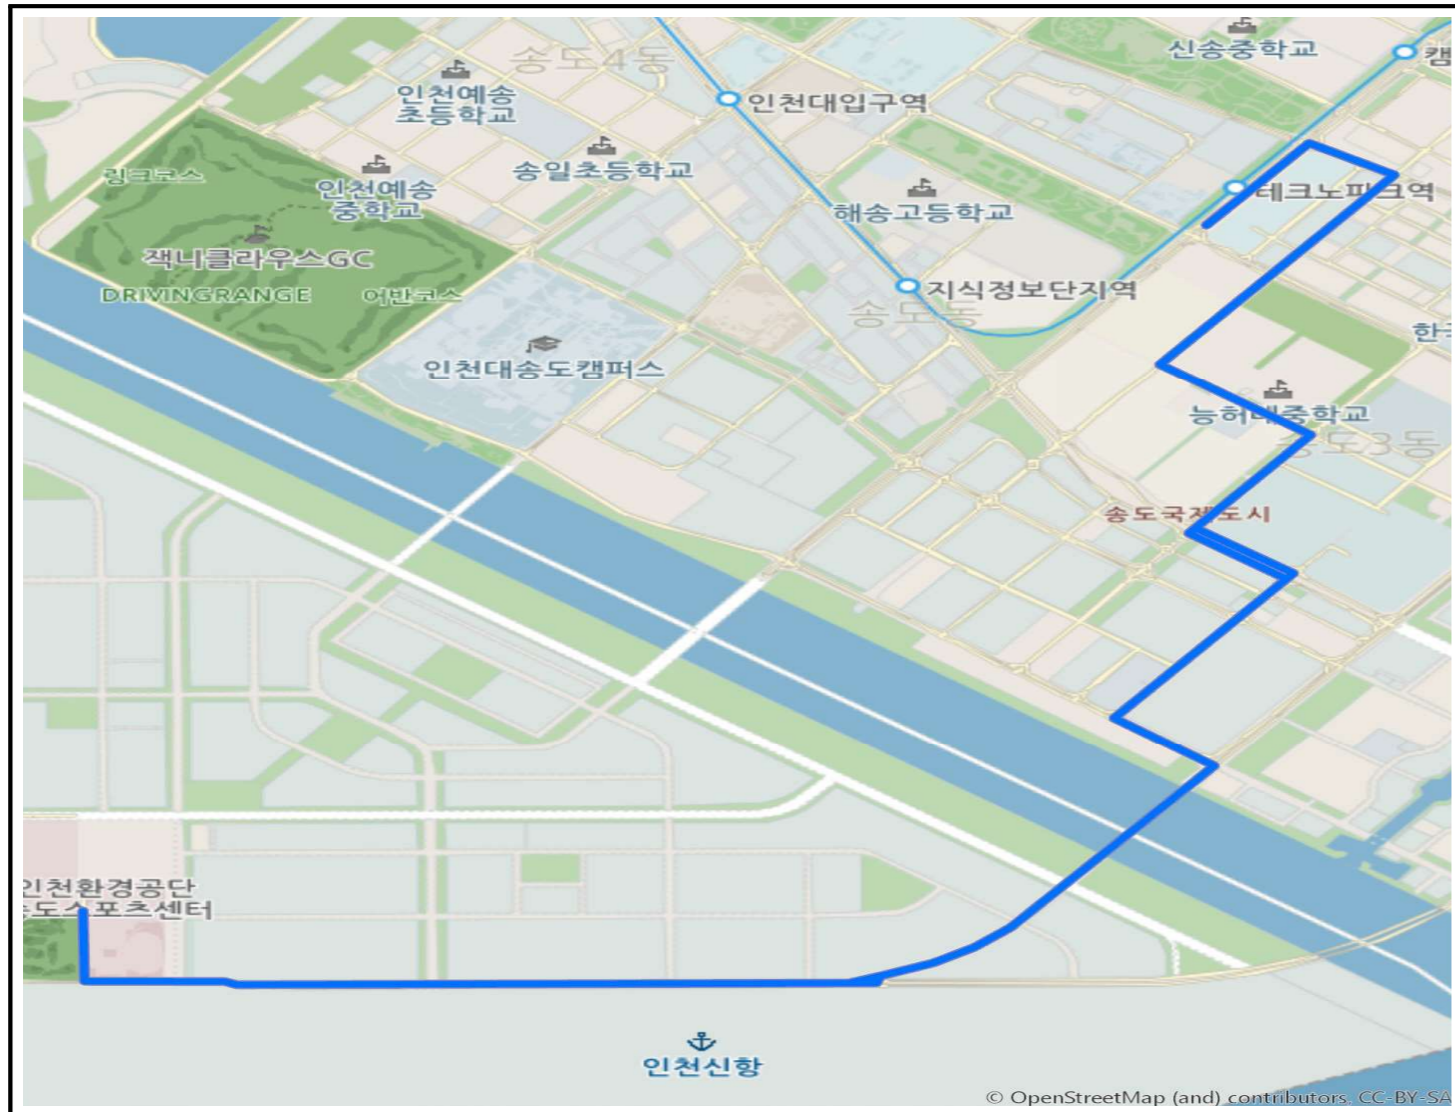 송도4동
신송중학교
캠
인천예송
초등학교
인천대입구역
송일초등학교
링크코스
인천예송
중학교
해송고등학교
테크노파크역
잭니클라우스GC
DRIVINGRANGE
어반코스
지식정보단지역
송도동
한국
인천대송도캠퍼스
능허대중학교
송도3동
송도국제도시
인천환경공단
송도스포츠센터
인천신항
© OpenStreetMap (and) contributors, CC-BY-SA